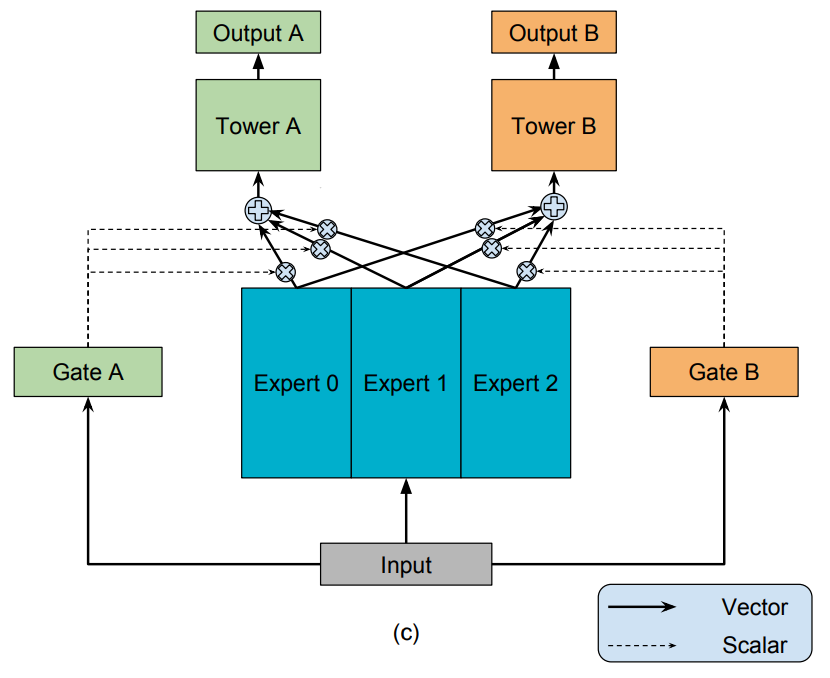 Output A
Output B
Tower A
Tower B
Gate A
Expert 0
Expert 1
Expert 2
Gate B
Input
Vector
Scalar
(c)